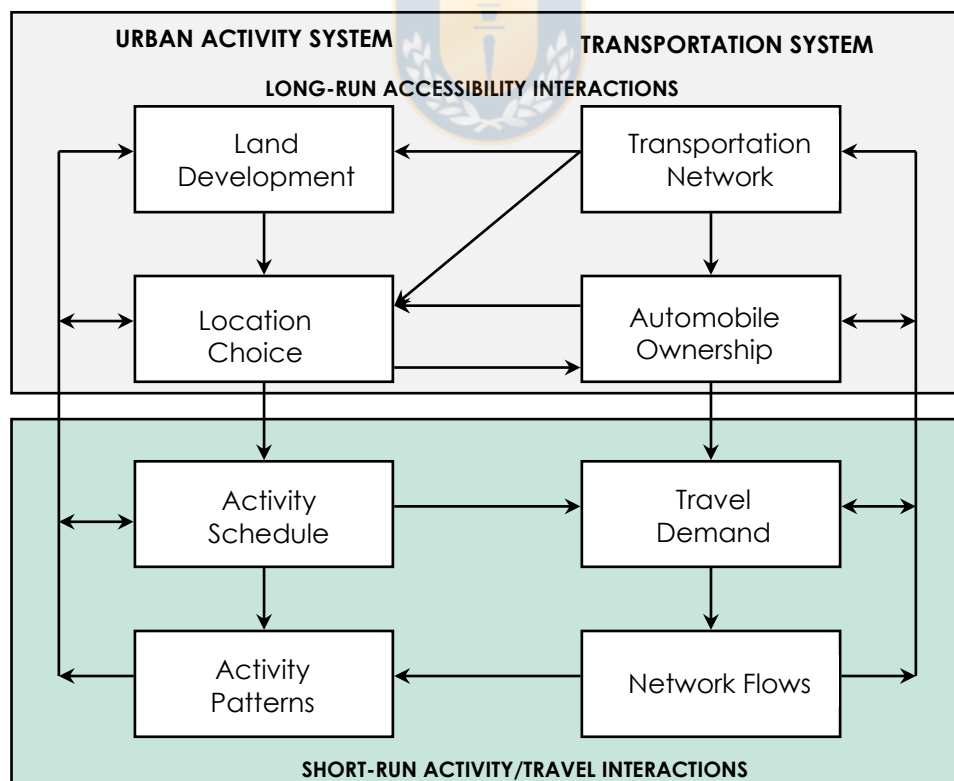 URBAN ACTIVITY SYSTEM
TRANSPORTATION SYSTEM
LONG-RUN ACCESSIBILITY INTERACTIONS
Land
Development
Transportation
Network
Location
Choice
Automobile
Ownership
Activity
Schedule
Travel
Demand
Activity
Patterns
Network Flows
SHORT-RUN ACTIVITY/TRAVEL INTERACTIONS